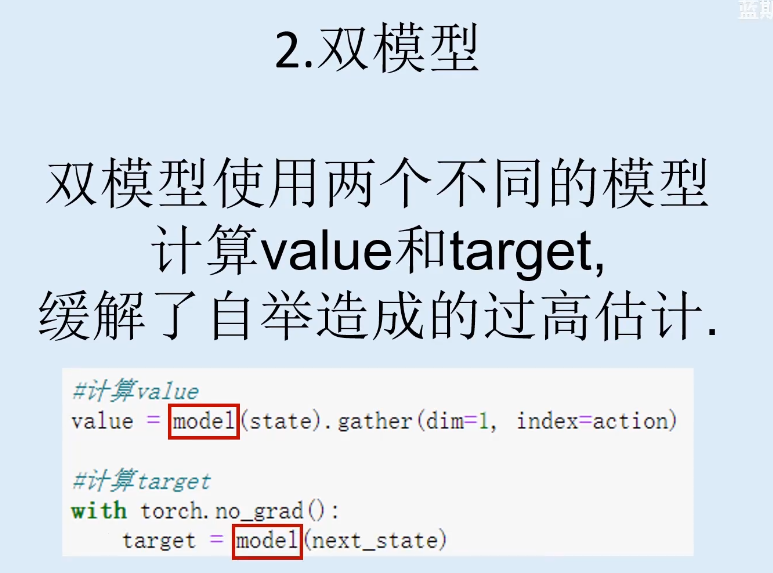 2.双模型
双模型使用两个不同的模型
计算value和target,
缓解了自举造成的过高估计.
#计算value
value = model(state).gather(dim=1, index=action)
#计算target
with torch.no_grad():
    target = model(next_state)